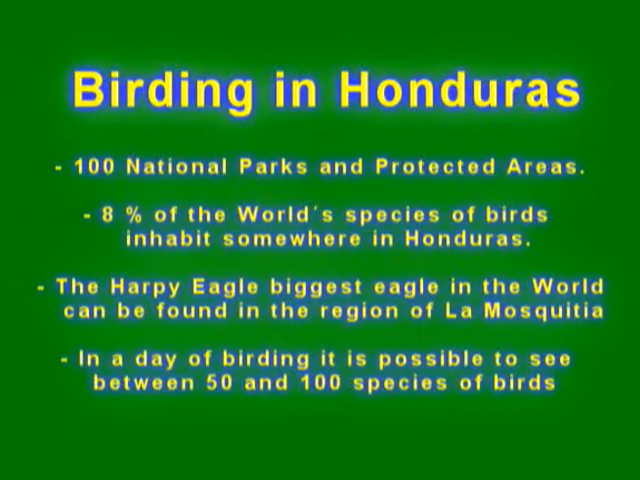 Birding in Honduras
- 100 National Parks and Protected Areas.
- 8 % of the World´s species of birds
inhabit somewhere in Honduras.
- The Harpy Eagle biggest eagle in the World
can be found in the region of La Mosquitia
- In a day of birding it is possible to see
between 50 and 100 species of birds